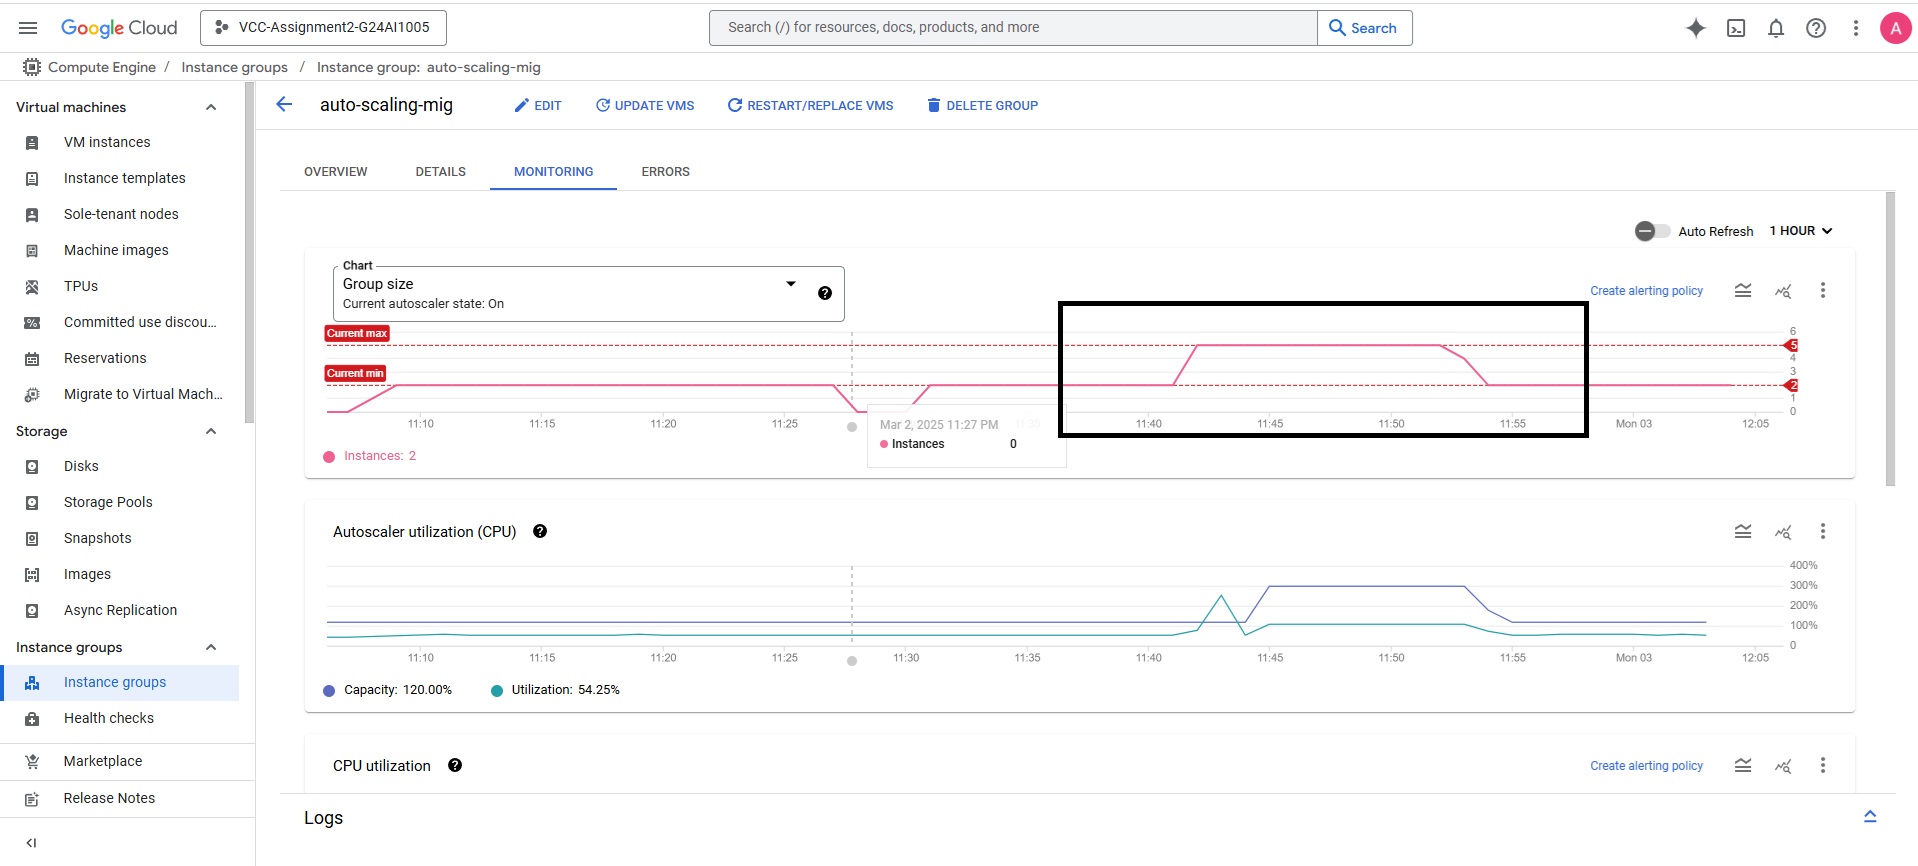 Google Cloud
VCC-Assignment2-G24AI1005
Search (/) for resources, docs, products, and more
Search
A
Compute Engine / Instance groups / Instance group: auto-scaling-mig
Virtual machines
VM instances
Instance templates
Sole-tenant nodes
Machine images
TPUs
Committed use discou...
Reservations
Migrate to Virtual Mach...
Storage
Disks
Storage Pools
Snapshots
Images
Async Replication
Instance groups
Instance groups
Health checks
Marketplace
Release Notes
auto-scaling-mig
EDIT
UPDATE VMS
RESTART/REPLACE VMS
DELETE GROUP
OVERVIEW
DETAILS
MONITORING
ERRORS
Auto Refresh
1 HOUR
Chart
Group size
Current autoscaler state: On
Create alerting policy
Current max
Current min
6
5
4
3
2
1
0
11:10 11:15 11:20 11:25 11:35 11:40 11:45 11:50 11:55 Mon 03 12:05
Mar 2, 2025 11:27 PM
Instances 0
Instances: 2
Autoscaler utilization (CPU)
400%
300%
200%
100%
0
11:10 11:15 11:20 11:25 11:30 11:35 11:40 11:45 11:50 11:55 Mon 03 12:05
Capacity: 120.00% Utilization: 54.25%
CPU utilization
Create alerting policy
Logs